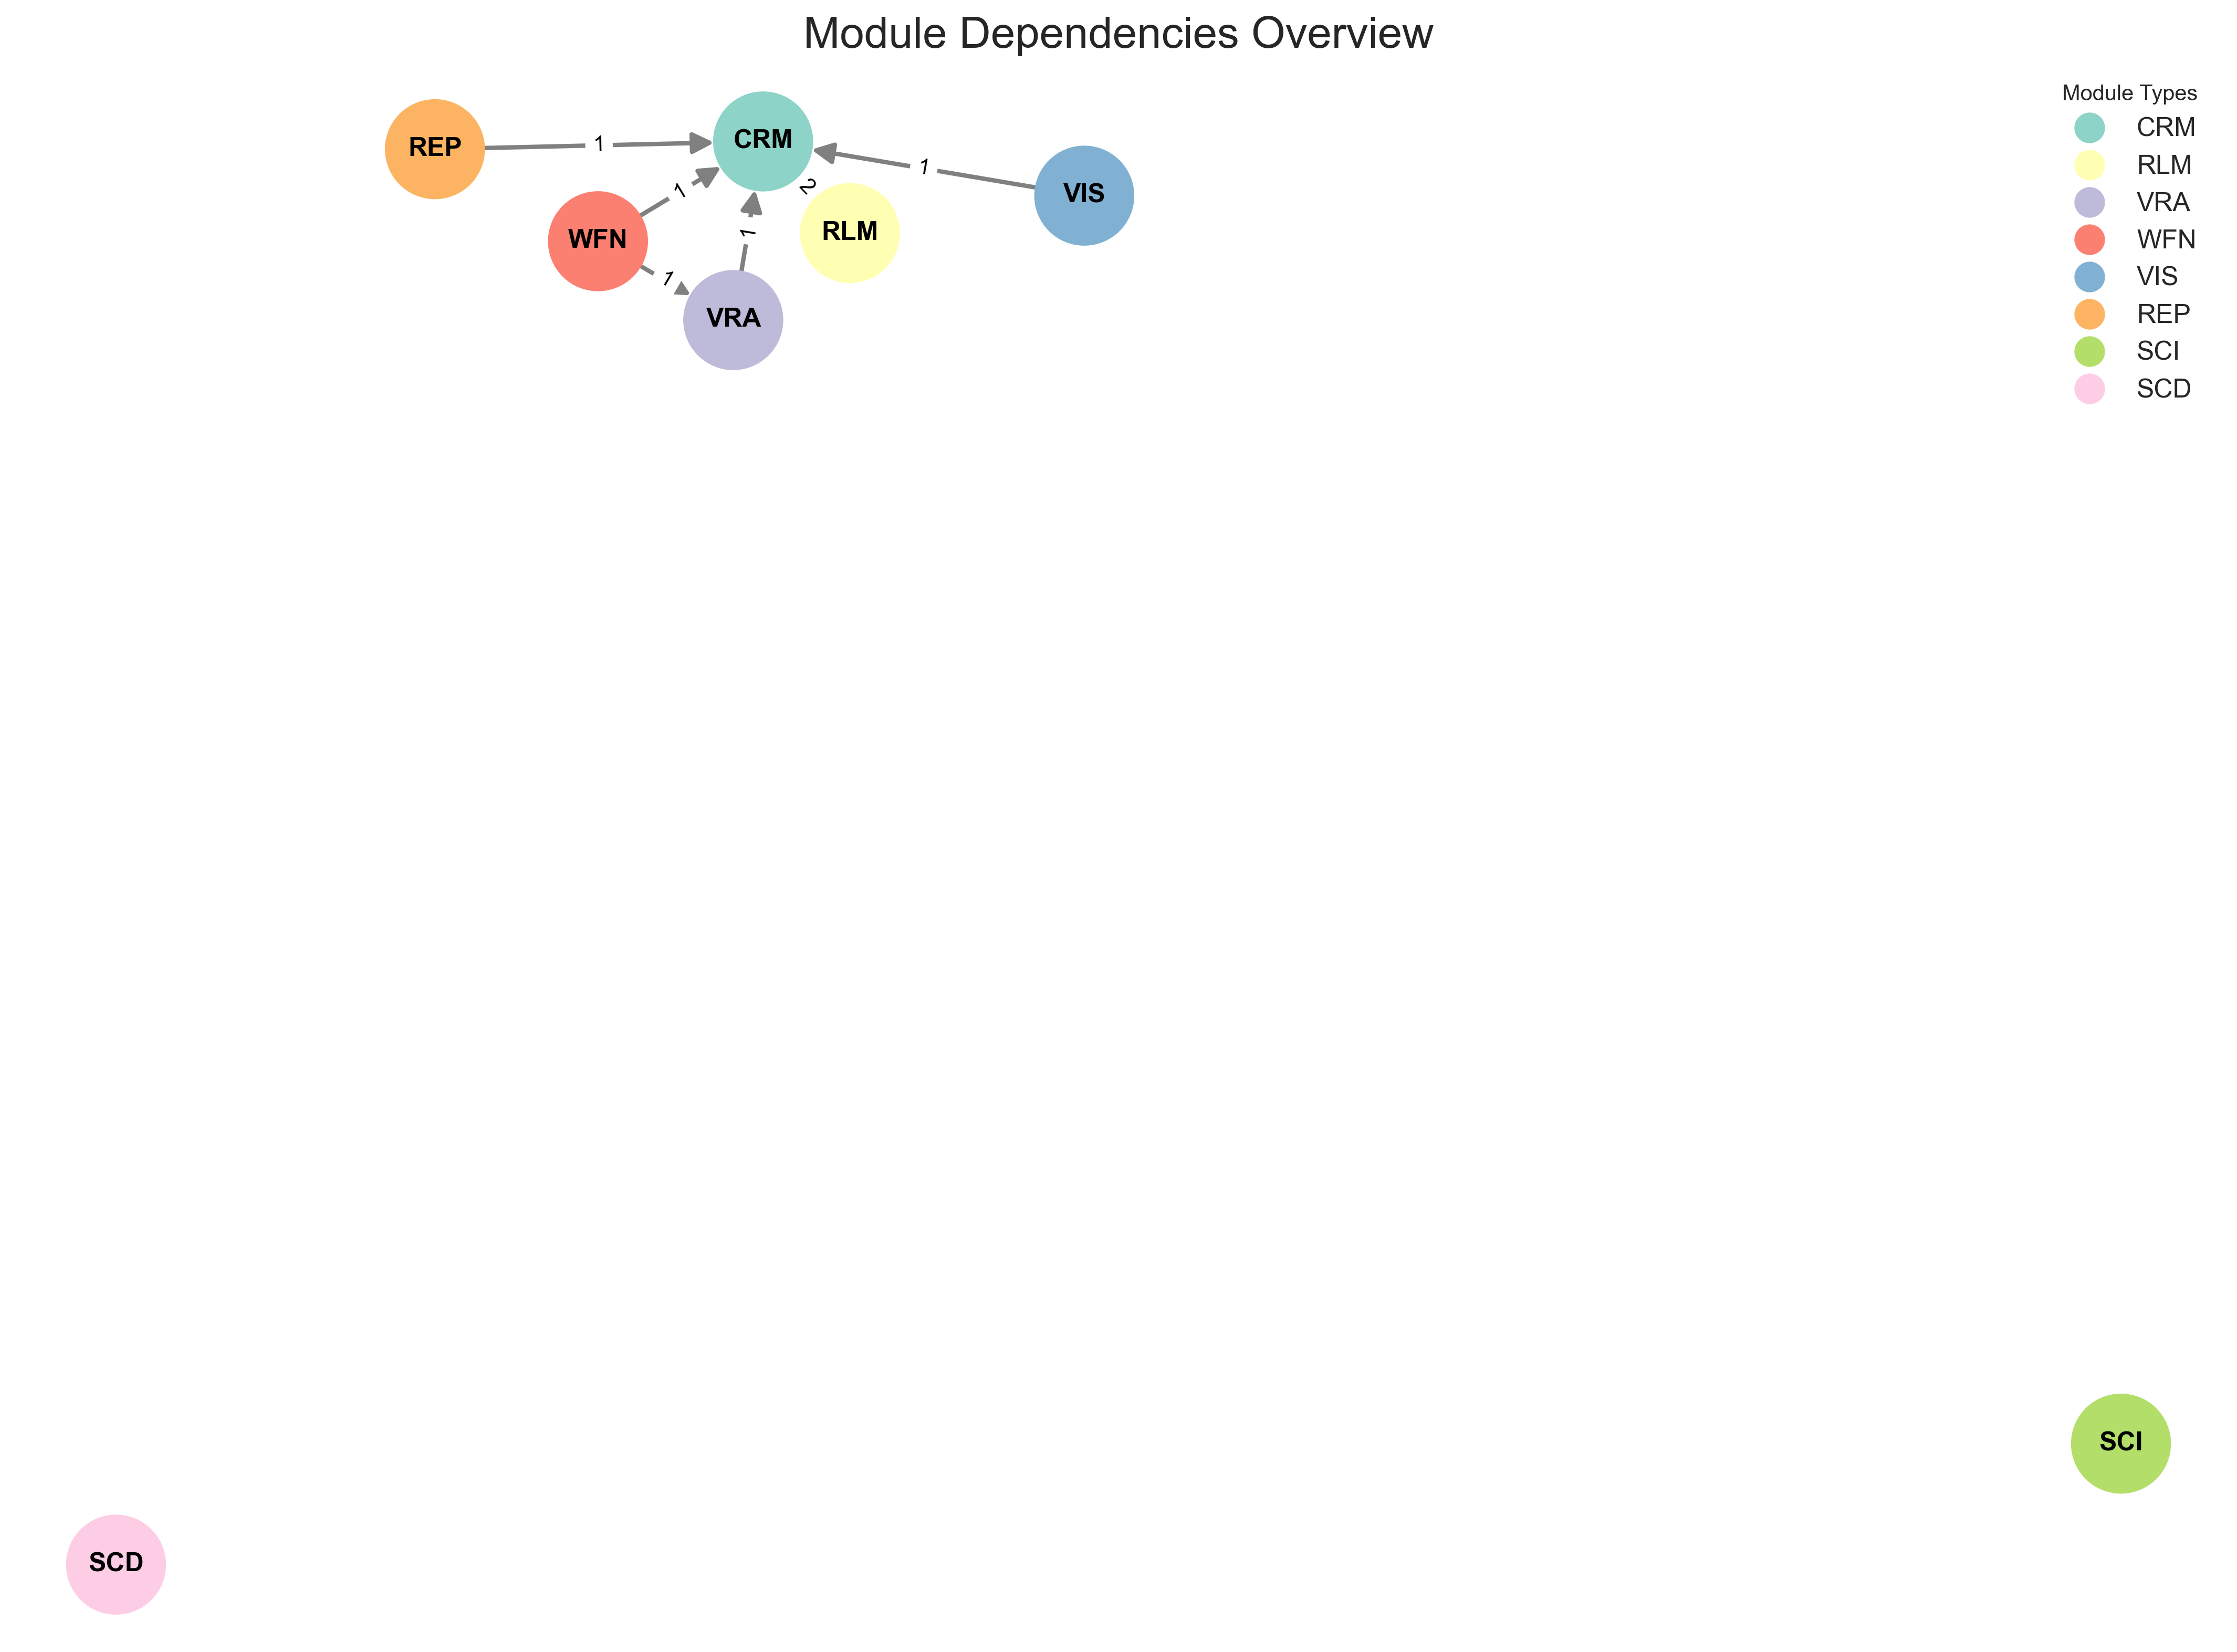 Module Dependencies Overview
Module Types
CRM
RLM
VRA
WFN
VIS
REP
SCI
SCD
REP
1
CRM
1
VIS
1
2
WFN
1
RLM
1
VRA
SCI
SCD